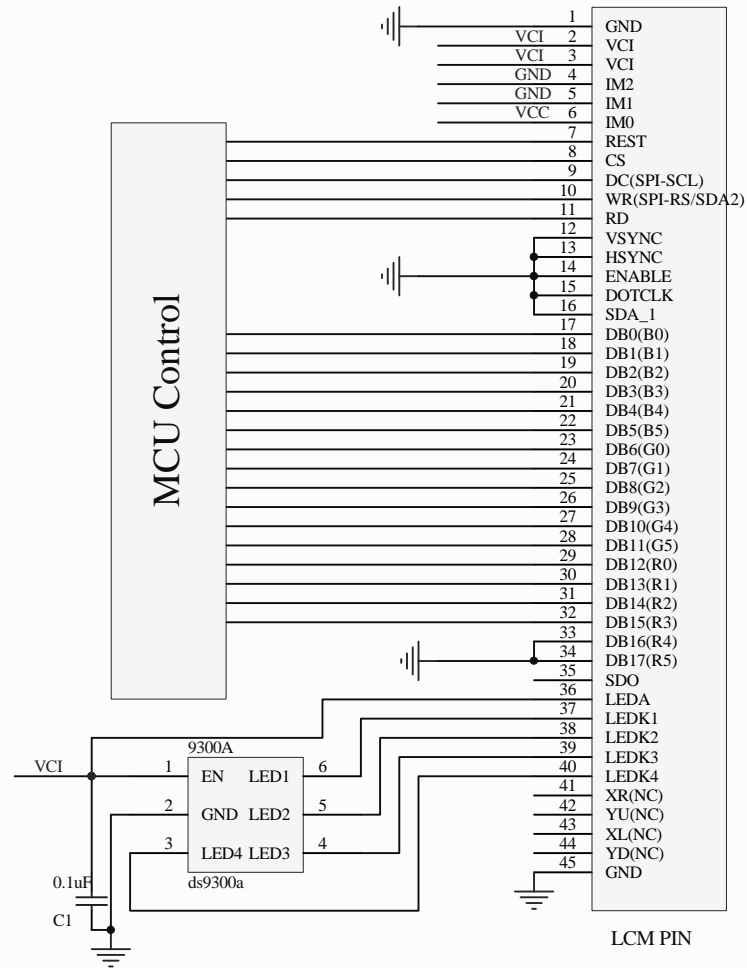 1 GND
VCI 2 VCI
VCI 3 VCI
GND 4 IM2
GND 5 IM1
VCC 6 IM0
7 REST
8 CS
9 DC(SPI-SCL)
10 WR(SPI-RS/SDA2)
11 RD
12 VSYNC
13 HSYNC
14 ENABLE
15 DOTCLK
16 SDA_1
17 DB0(B0)
18 DB1(B1)
19 DB2(B2)
20 DB3(B3)
21 DB4(B4)
22 DB5(B5)
23 DB6(G0)
24 DB7(G1)
25 DB8(G2)
26 DB9(G3)
27 DB10(G4)
28 DB11(G5)
29 DB12(R0)
30 DB13(R1)
31 DB14(R2)
32 DB15(R3)
33 DB16(R4)
34 DB17(R5)
35 SDO
36 LEDA
37 LEDK1
38 LEDK2
39 LEDK3
40 LEDK4
41 XR(NC)
42 YU(NC)
43 XL(NC)
44 YD(NC)
45 GND
LCM PIN
MCU Control
9300A
VCI 1 EN LED1 6
2 GND LED2 5
3 LED4 LED3 4
ds9300a
0.1uF
C1